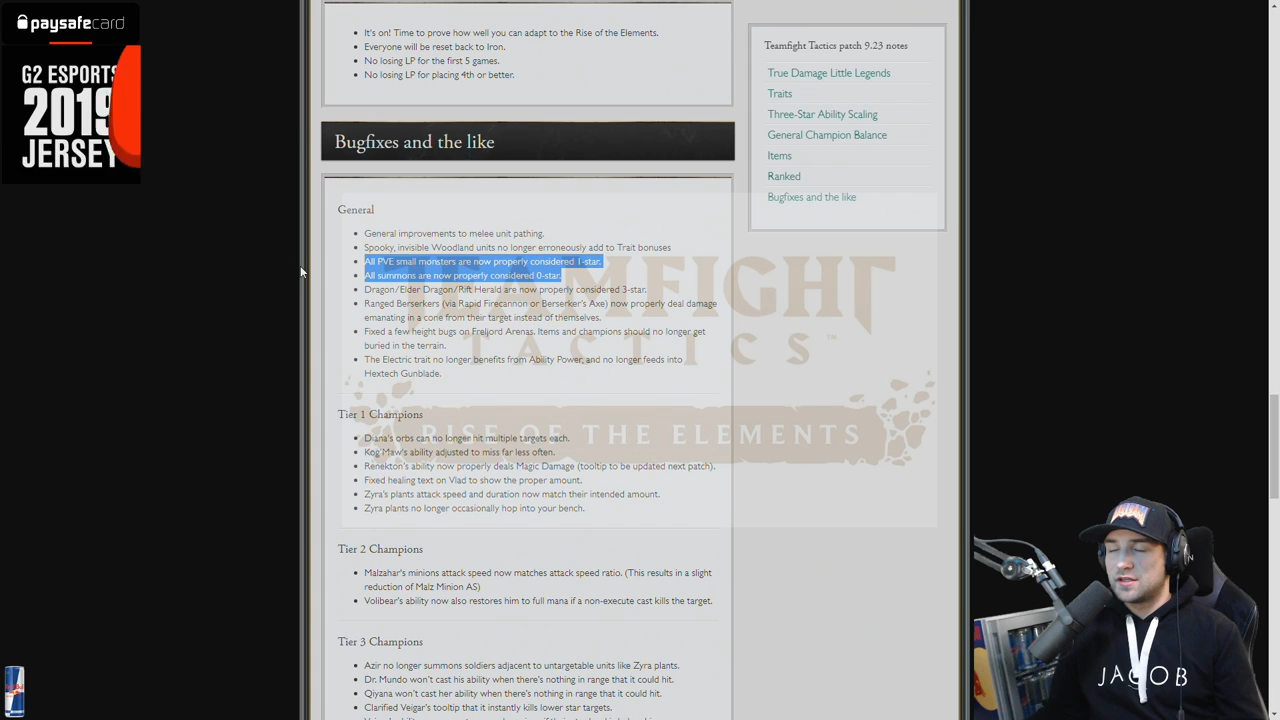 paysafecard
G2 ESPORTS
2019
JERSEY
It's on! Time to prove how well you can adapt to the Rise of the Elements.
Everyone will be reset back to Iron.
No losing LP for the first 5 games.
No losing LP for placing 4th or better.
Teamfight Tactics patch 9.23 notes
True Damage Little Legends
Traits
Three-Star Ability Scaling
General Champion Balance
Items
Ranked
Bugfixes and the like
Bugfixes and the like
General
General improvements to melee unit pathing.
Spooky, invisible Woodland units no longer erroneously add to Trait bonuses
All PVE small monsters are now properly considered 1-star.
All summons are now properly considered 0-star.
Dragon/Elder Dragon/Rift Herald are now properly considered 3-star.
Ranged Berserkers (via Rapid Firecannon or Berserker's Axe) now properly deal damage
emanating in a cone from their target instead of themselves.
Fixed a few height bugs on Freljord Arenas. Items and champions should no longer get
buried in the terrain.
The Electric trait no longer benefits from Ability Power, and no longer feeds into
Hextech Gunblade.
TEAMFIGHT
TACTICS™
RISE OF THE ELEMENTS
Tier 1 Champions
Diana's orbs can no longer hit multiple targets each.
Kog'Maw's ability adjusted to miss far less often.
Renekton's ability now properly deals Magic Damage (tooltip to be updated next patch).
Fixed healing text on Vlad to show the proper amount.
Zyra's plants attack speed and duration now match their intended amount.
Zyra plants no longer occasionally hop into your bench.
Tier 2 Champions
Malzahar's minions attack speed now matches attack speed ratio. (This results in a slight
reduction of Malz Minion AS)
Volibear's ability now also restores him to full mana if a non-execute cast kills the target.
Tier 3 Champions
Azir no longer summons soldiers adjacent to untargetable units like Zyra plants.
Dr. Mundo won't cast his ability when there's nothing in range that it could hit.
Qiyana won't cast her ability when there's nothing in range that it could hit.
Clarified Veigar's tooltip that it instantly kills lower star targets.
JACOB